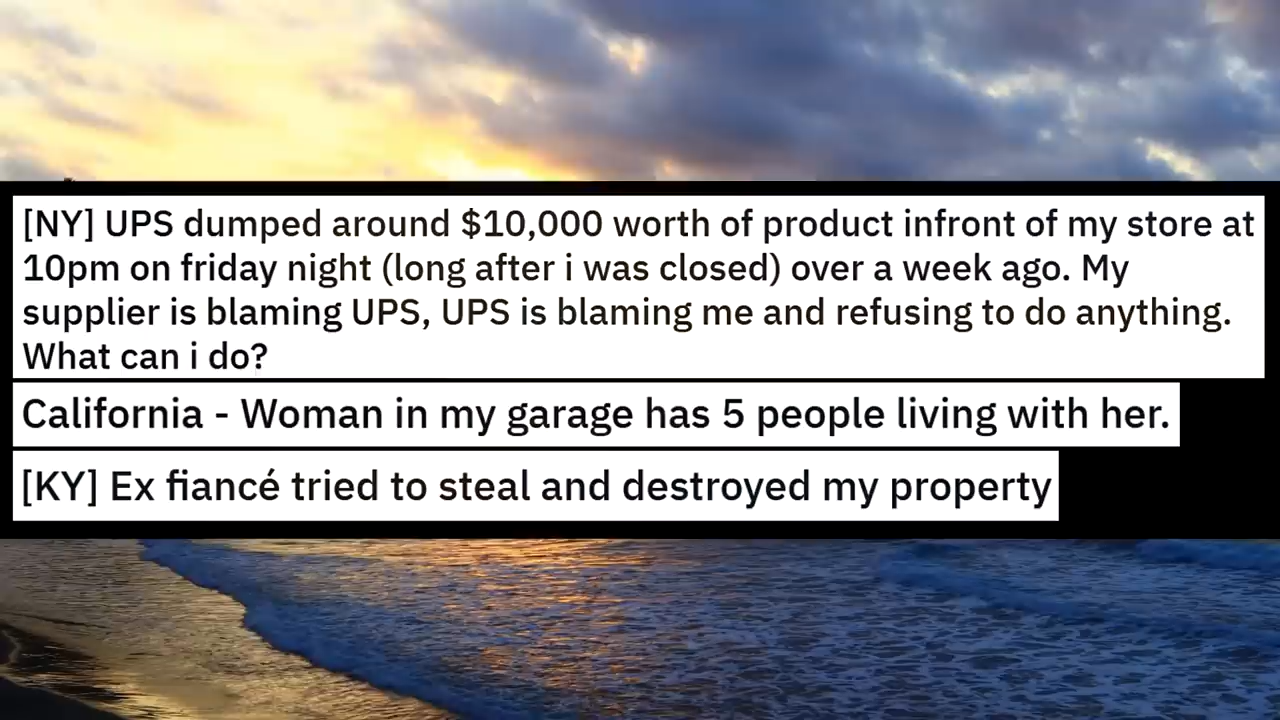 [NY] UPS dumped around $10,000 worth of product infront of my store at
10pm on friday night (long after i was closed) over a week ago. My
supplier is blaming UPS, UPS is blaming me and refusing to do anything.
What can i do?
California - Woman in my garage has 5 people living with her.
[KY] Ex fiancé tried to steal and destroyed my property